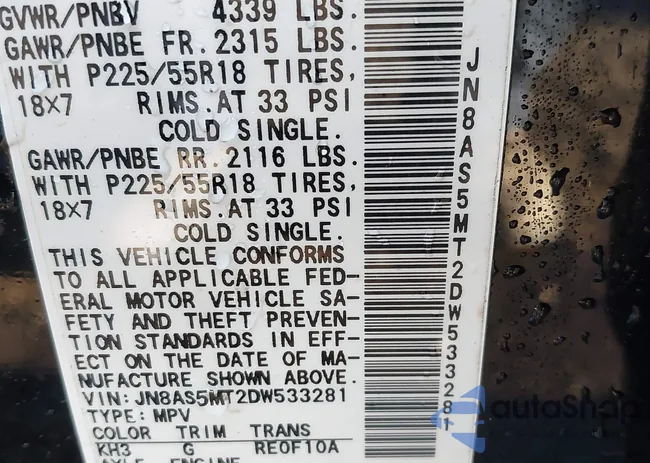 GVWR/PNBV 4339 LBS.
GAWR/PNBE FR. 2315 LBS.
WITH P225/55R18 TIRES,
18X7 RIMS. AT 33 PSI
COLD SINGLE.
GAWR/PNBE RR. 2116 LBS.
WITH P225/55R18 TIRES,
18X7 RIMS. AT 33 PSI
COLD SINGLE.
THIS VEHICLE CONFORMS
TO ALL APPLICABLE FED-
ERAL MOTOR VEHICLE SA-
FETY AND THEFT PREVEN-
TION STANDARDS IN EFF-
ECT ON THE DATE OF MA-
NUFACTURE SHOWN ABOVE.
VIN: JN8AS5MT2DW533281
TYPE: MPV
COLOR TRIM TRANS
KH3 G RE0F10A
AXLE ENGINE
JN8AS5MT2DW533281
autoShop